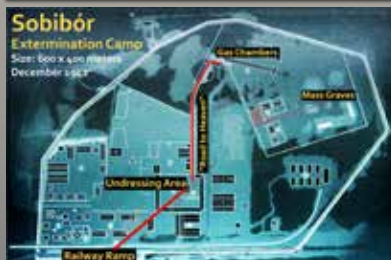 Sobibór
Extermination Camp
Size: 600 x 400 meters
December 1942
Gas Chambers
Mass Graves
"Road to Heaven"
Undressing Area
Railway Ramp